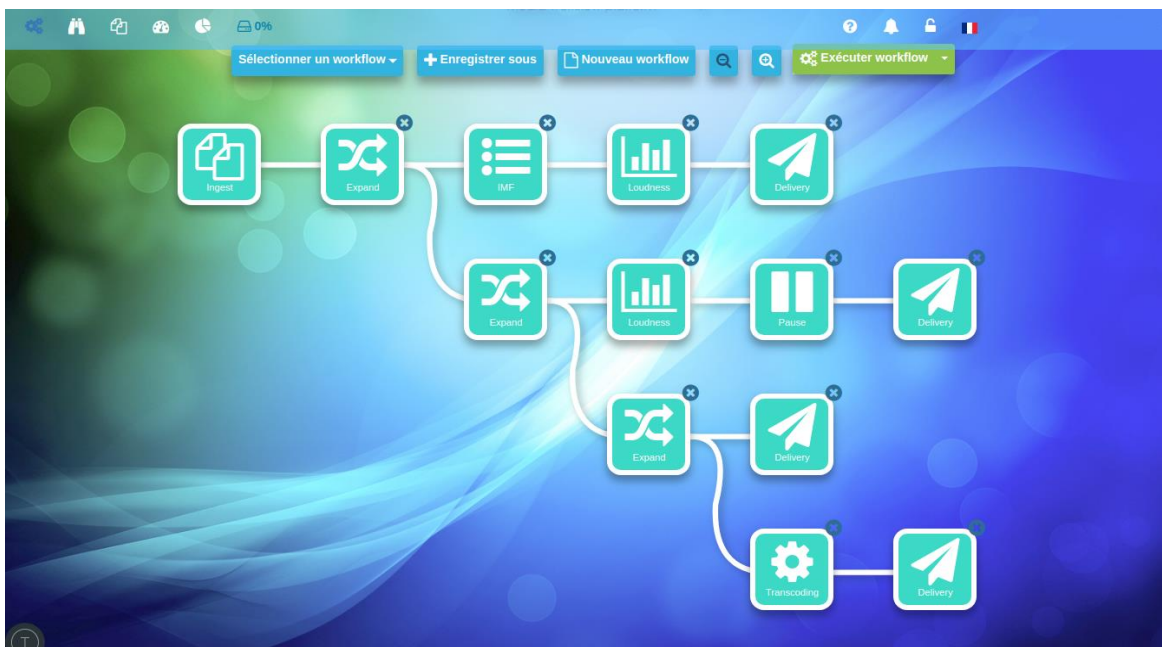 0%
Sélectionner un workflow
Enregistrer sous
Nouveau workflow
Exécuter workflow
Ingest
Expand
IMF
Loudness
Delivery
Expand
Loudness
Pause
Delivery
Expand
Delivery
Transcoding
Delivery
T